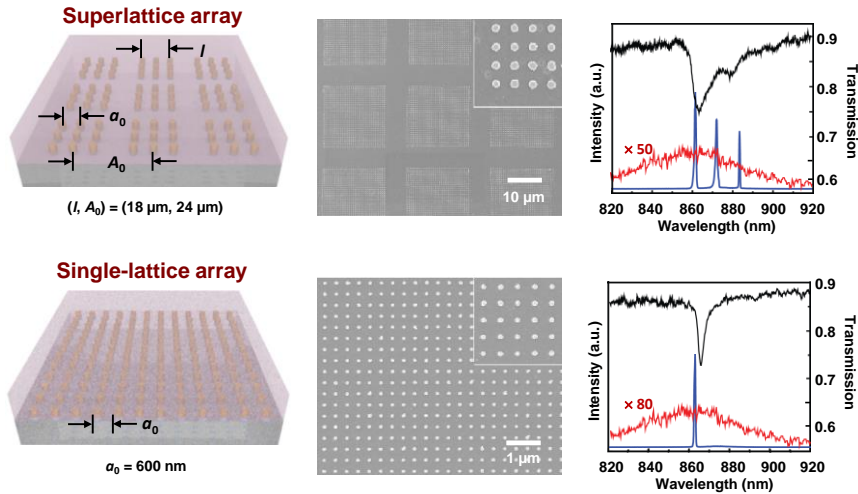 Superlattice array
l
a0
A0
(l, A0) = (18 µm, 24 µm)
10 µm
Intensity (a.u.)
× 50
0.9
0.8
0.7
0.6
Transmission
820 840 860 880 900 920
Wavelength (nm)
Single-lattice array
a0
a0 = 600 nm
1 µm
Intensity (a.u.)
× 80
0.9
0.8
0.7
0.6
Transmission
820 840 860 880 900 920
Wavelength (nm)